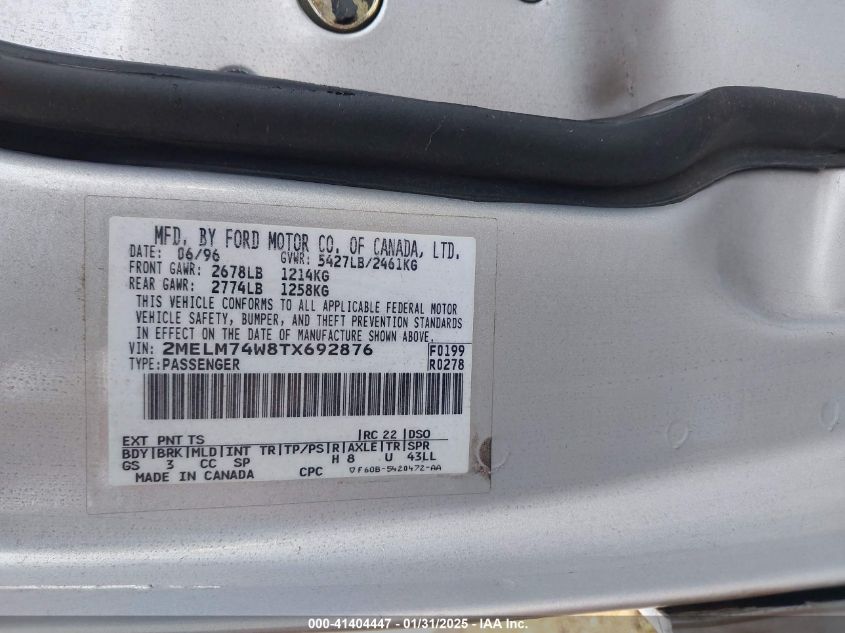 MFD. BY FORD MOTOR CO. OF CANADA, LTD.
DATE: 06/96 GVWR: 5427LB/2461KG
FRONT GAWR: 2678LB 1214KG
REAR GAWR: 2774LB 1258KG
THIS VEHICLE CONFORMS TO ALL APPLICABLE FEDERAL MOTOR
VEHICLE SAFETY, BUMPER, AND THEFT PREVENTION STANDARDS
IN EFFECT ON THE DATE OF MANUFACTURE SHOWN ABOVE.
VIN: 2MELM74W8TX692876 F0199
TYPE: PASSENGER R0278
EXT PNT TS RC 22 DSO
BDY BRK MLD INT TR TP/PS R AXLE TR SPR
GS 3 CC SP H 8 U 43LL
MADE IN CANADA CPC F60B-5420472-AA
000-41404447 - 01/31/2025 - IAA Inc.